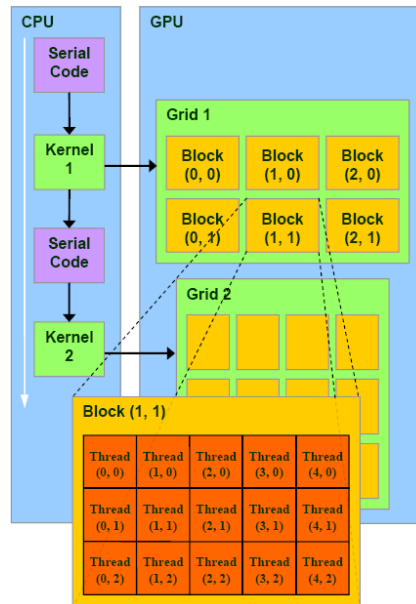 CPU
GPU
Serial
Code
Grid 1
Kernel
1
Block
(0, 0)
Block
(1, 0)
Block
(2, 0)
Block
(0, 1)
Block
(1, 1)
Block
(2, 1)
Serial
Code
Grid 2
Kernel
2
Block (1, 1)
Thread
(0, 0)
Thread
(1, 0)
Thread
(2, 0)
Thread
(3, 0)
Thread
(4, 0)
Thread
(0, 1)
Thread
(1, 1)
Thread
(2, 1)
Thread
(3, 1)
Thread
(4, 1)
Thread
(0, 2)
Thread
(1, 2)
Thread
(2, 2)
Thread
(3, 2)
Thread
(4, 2)